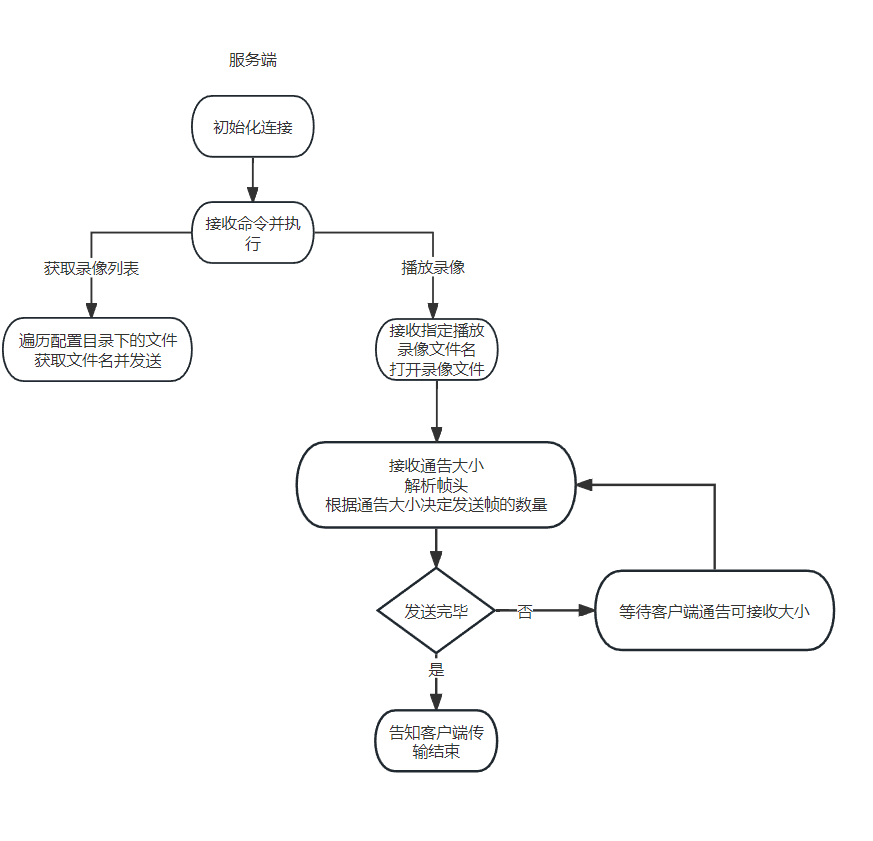 服务端
初始化连接
接收命令并执
行
获取录像列表
播放录像
遍历配置目录下的文件
获取文件名并发送
接收指定播放
录像文件名
打开录像文件
接收通告大小
解析帧头
根据通告大小决定发送帧的数量
发送完毕
否
等待客户端通告可接收大小
是
告知客户端传
输结束